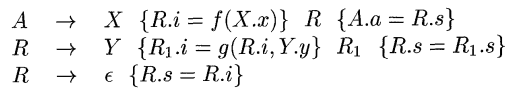 A → X {R.i = f(X.x)} R {A.a = R.s}
R → Y {R₁.i = g(R.i, Y.y} R₁ {R.s = R₁.s}
R → ϵ {R.s = R.i}